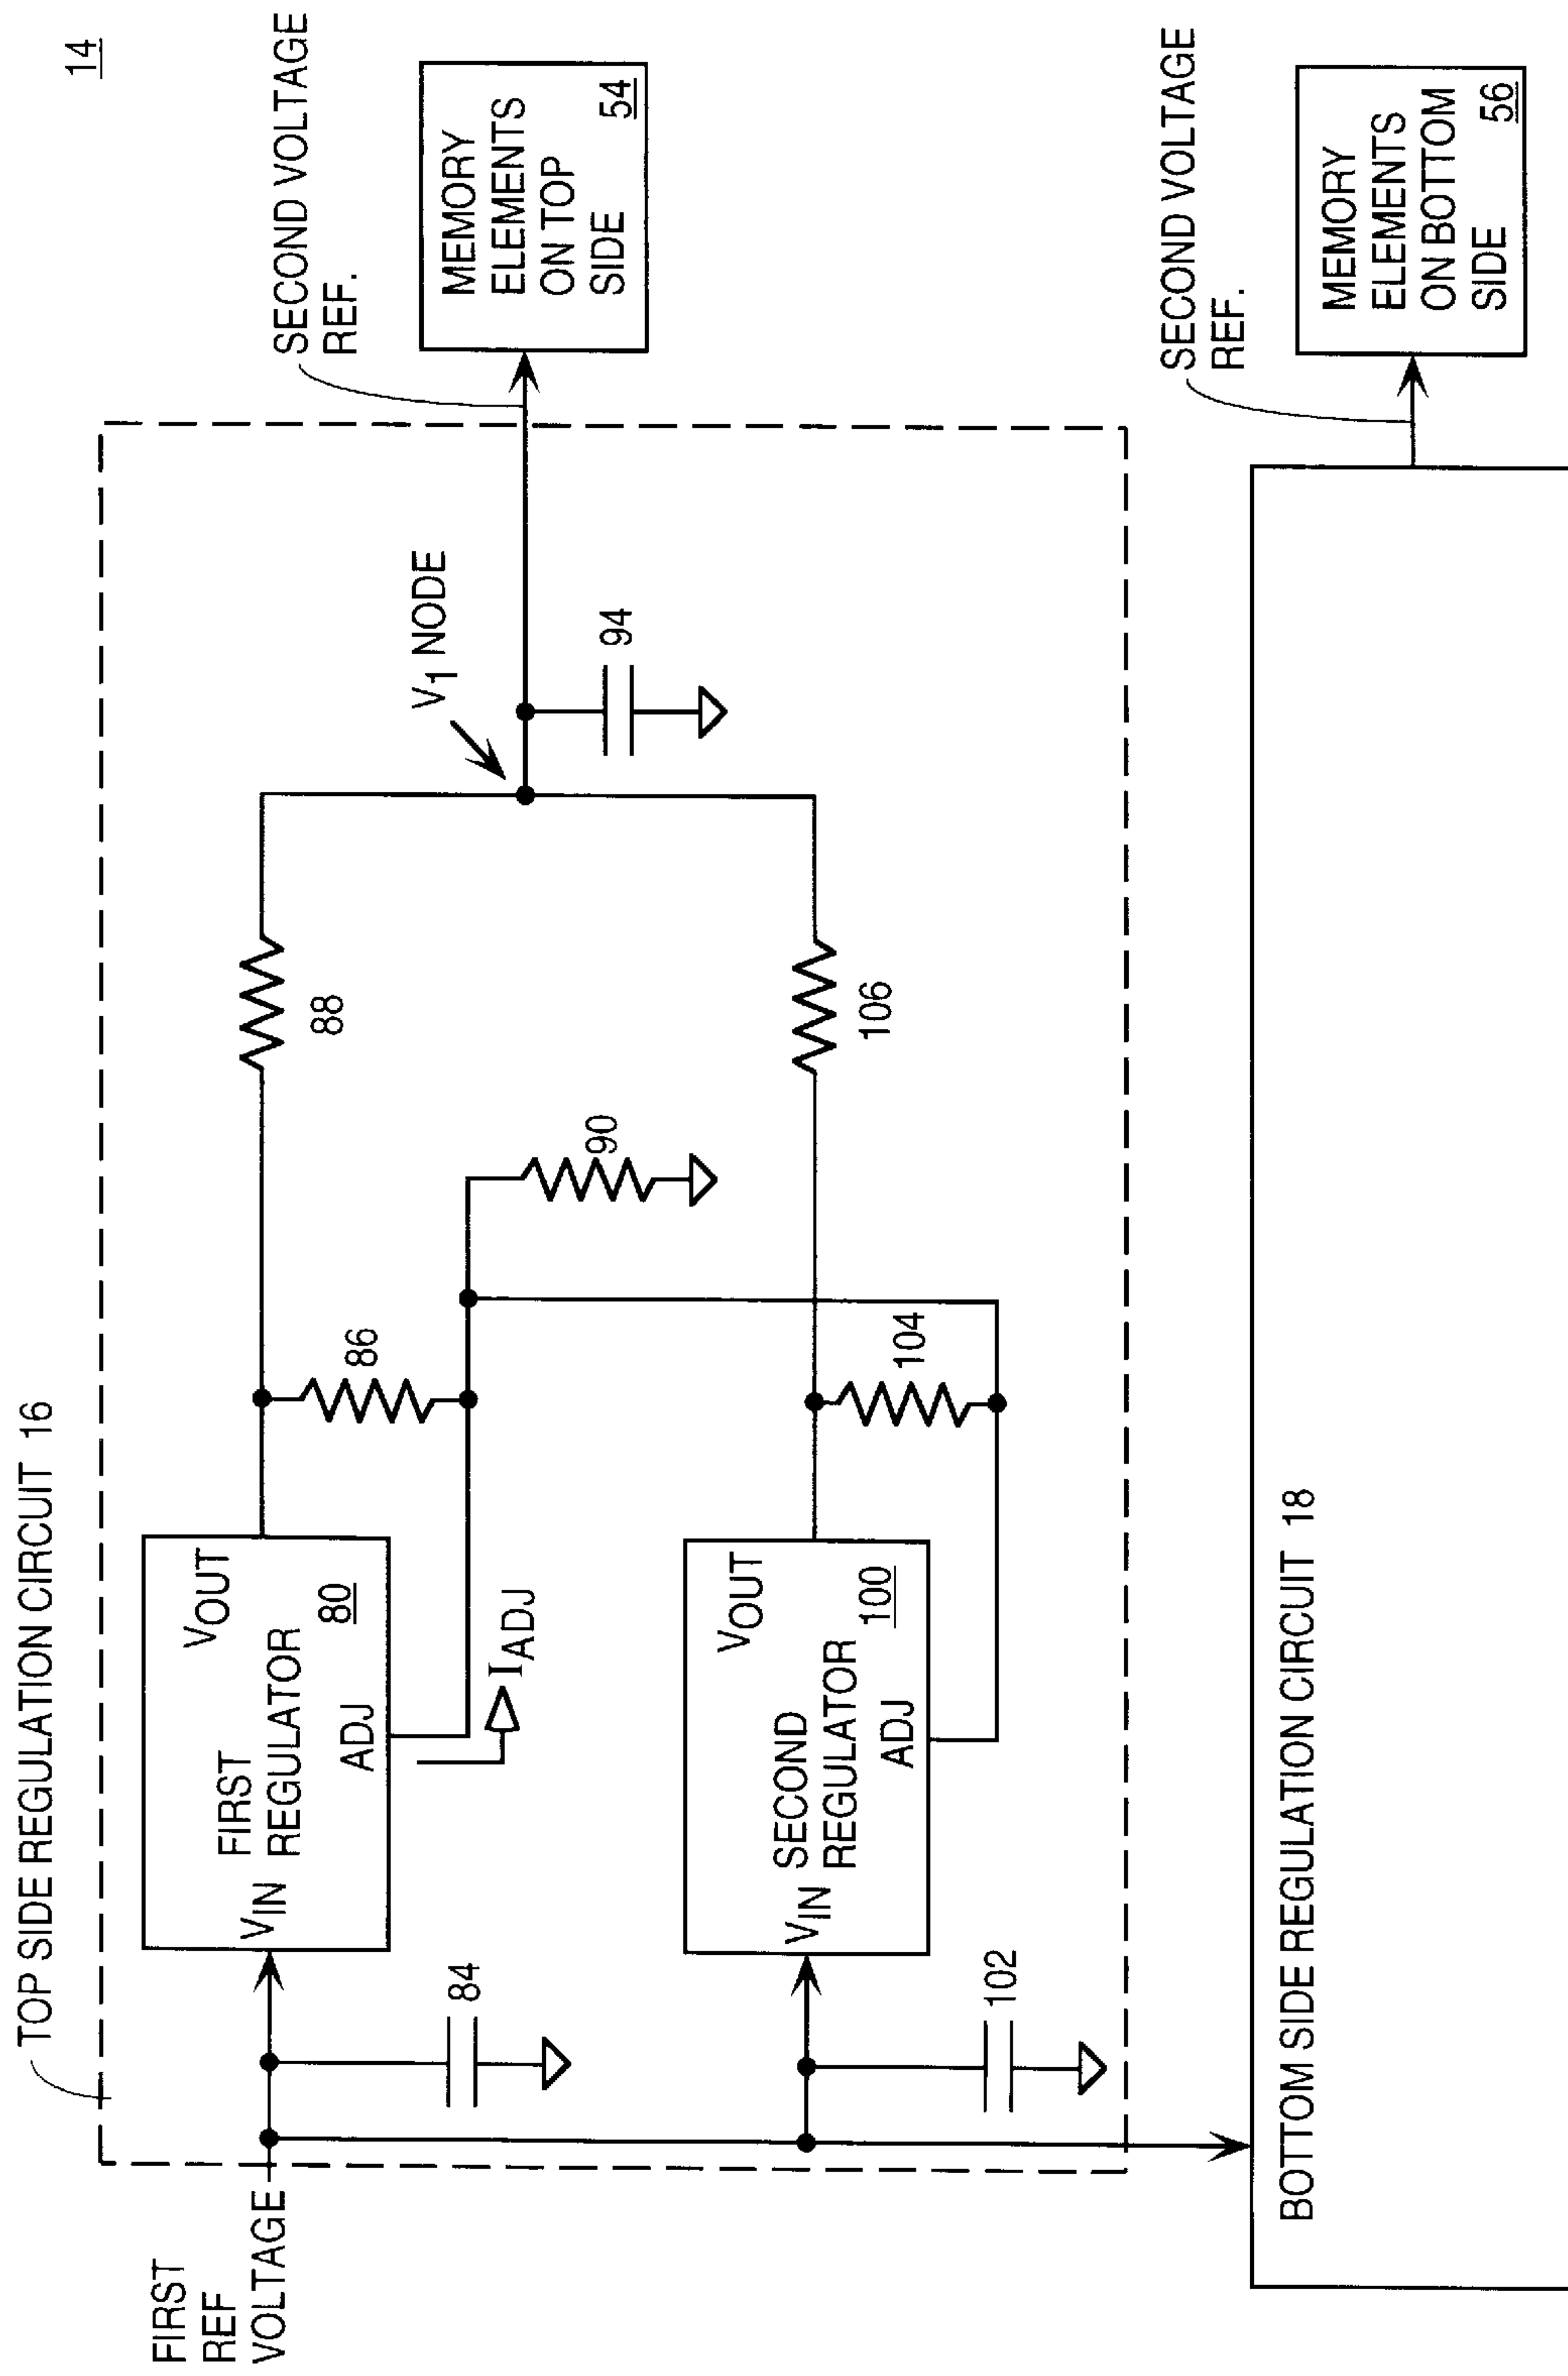 14
TOP SIDE REGULATION CIRCUIT 16
FIRST
REF
VOLTAGE
VIN
FIRST
REGULATOR
VOUT
80
ADJ
IADJ
84
86
88
90
V1 NODE
94
SECOND VOLTAGE
REF.
MEMORY
ELEMENTS
ON TOP
SIDE
54
VIN
SECOND
REGULATOR
VOUT
100
ADJ
102
104
106
BOTTOM SIDE REGULATION CIRCUIT 18
SECOND VOLTAGE
REF.
MEMORY
ELEMENTS
ON BOTTOM
SIDE
56